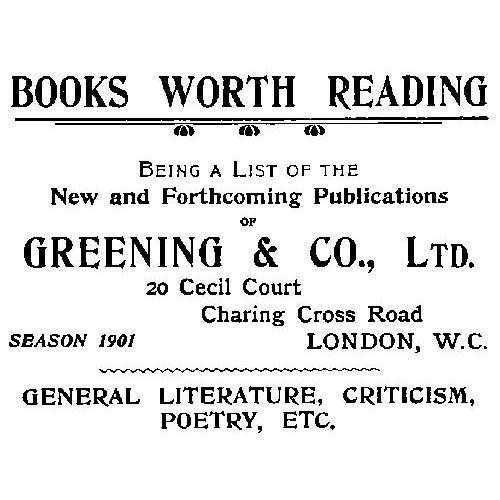 BOOKS WORTH READING
BEING A LIST OF THE
New and Forthcoming Publications
OF
GREENING & CO., LTD.
20 Cecil Court
Charing Cross Road
SEASON 1901 LONDON, W.C.
GENERAL LITERATURE, CRITICISM,
POETRY, ETC.